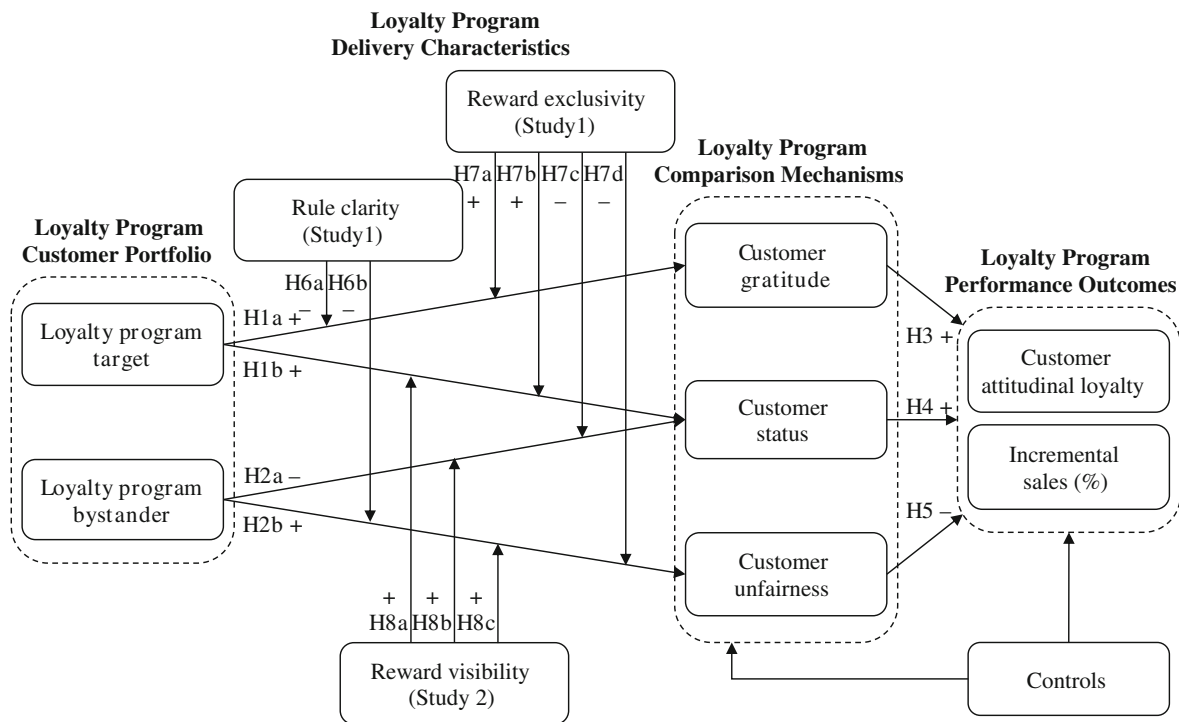 Loyalty Program
Delivery Characteristics
Reward exclusivity
(Study1)
H7a H7b H7c H7d
+ + – –
Loyalty Program
Comparison Mechanisms
Rule clarity
(Study1)
H6a H6b
– –
Loyalty Program
Customer Portfolio
Loyalty program
target
H1a +
H1b +
Loyalty program
bystander
H2a –
H2b +
Customer
gratitude
Customer
status
Customer
unfairness
Loyalty Program
Performance Outcomes
H3 +
H4 +
H5 –
Customer
attitudinal loyalty
Incremental
sales (%)
+ + +
H8a H8b H8c
Reward visibility
(Study 2)
Controls